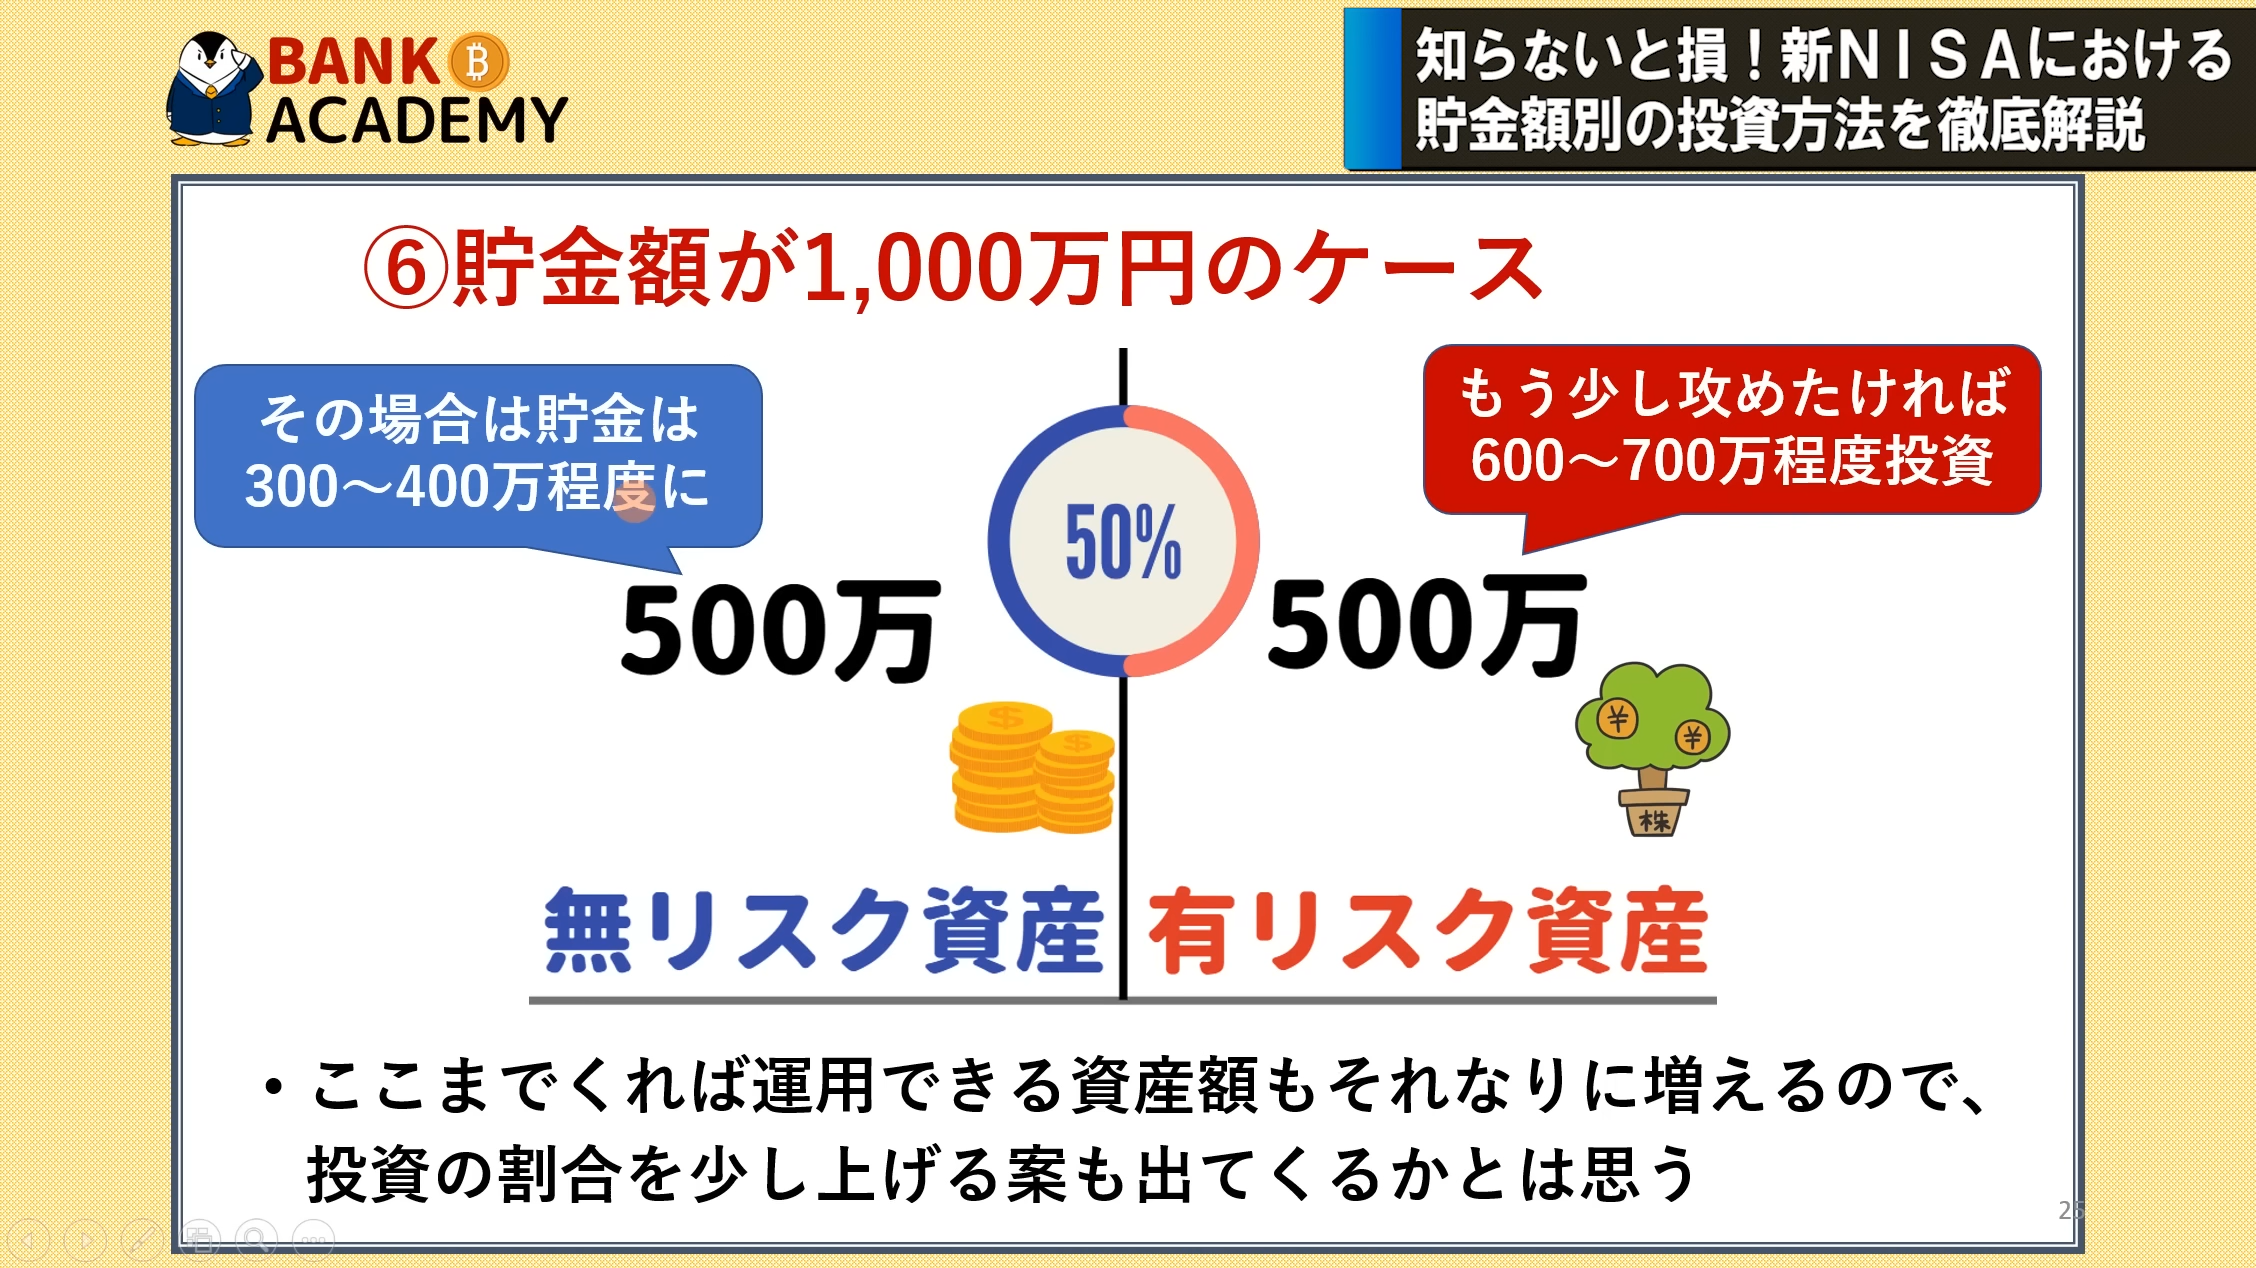 BANK
ACADEMY
知らないと損！新ＮＩＳＡにおける
貯金額別の投資方法を徹底解説
⑥貯金額が1,000万円のケース
その場合は貯金は
300～400万程度に
もう少し攻めたければ
600～700万程度投資
50%
500万
500万
株
無リスク資産
有リスク資産
・ここまでくれば運用できる資産額もそれなりに増えるので、
投資の割合を少し上げる案も出てくるかとは思う